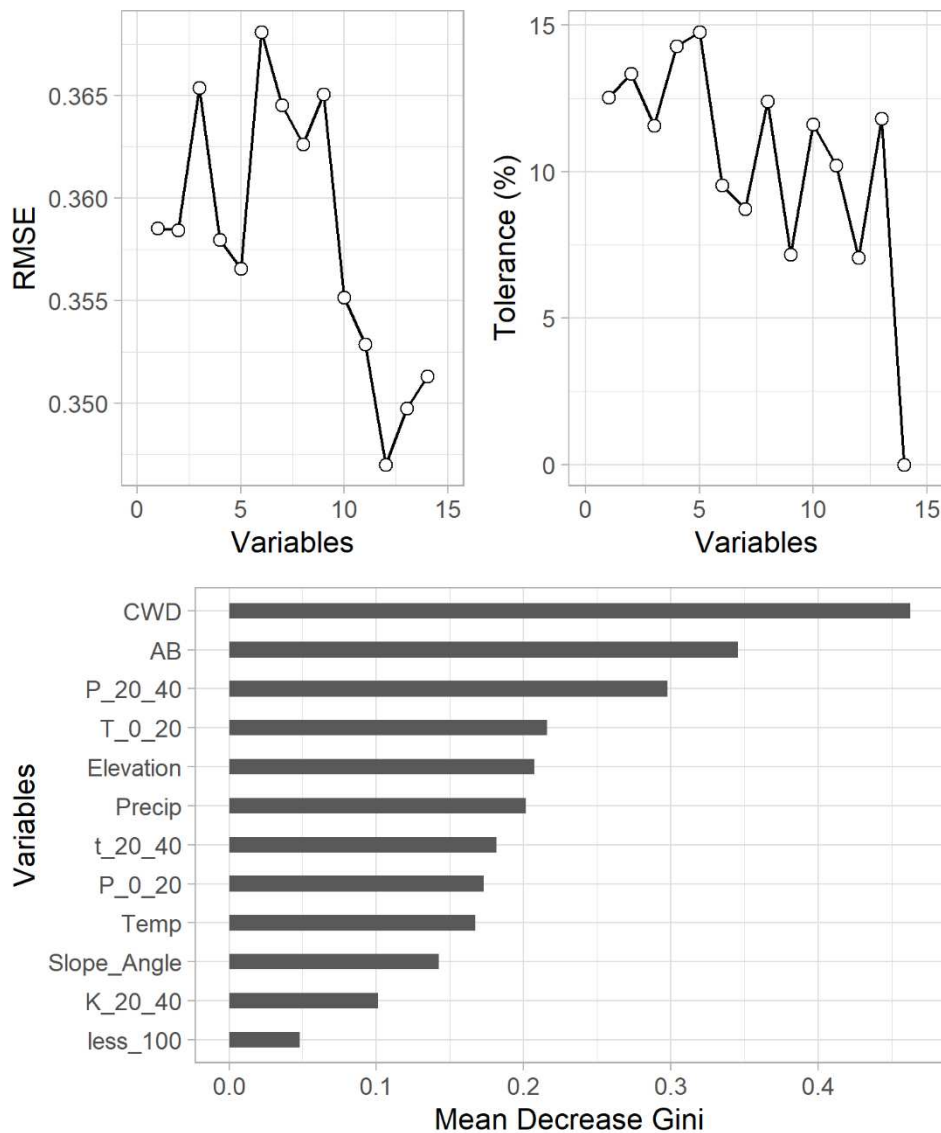 RMSE
0.365
0.360
0.355
0.350
0 5 10 15
Variables
Tolerance (%)
15
10
5
0
0 5 10 15
Variables
Variables
CWD
AB
P_20_40
T_0_20
Elevation
Precip
t_20_40
P_0_20
Temp
Slope_Angle
K_20_40
less_100
0.0 0.1 0.2 0.3 0.4
Mean Decrease Gini